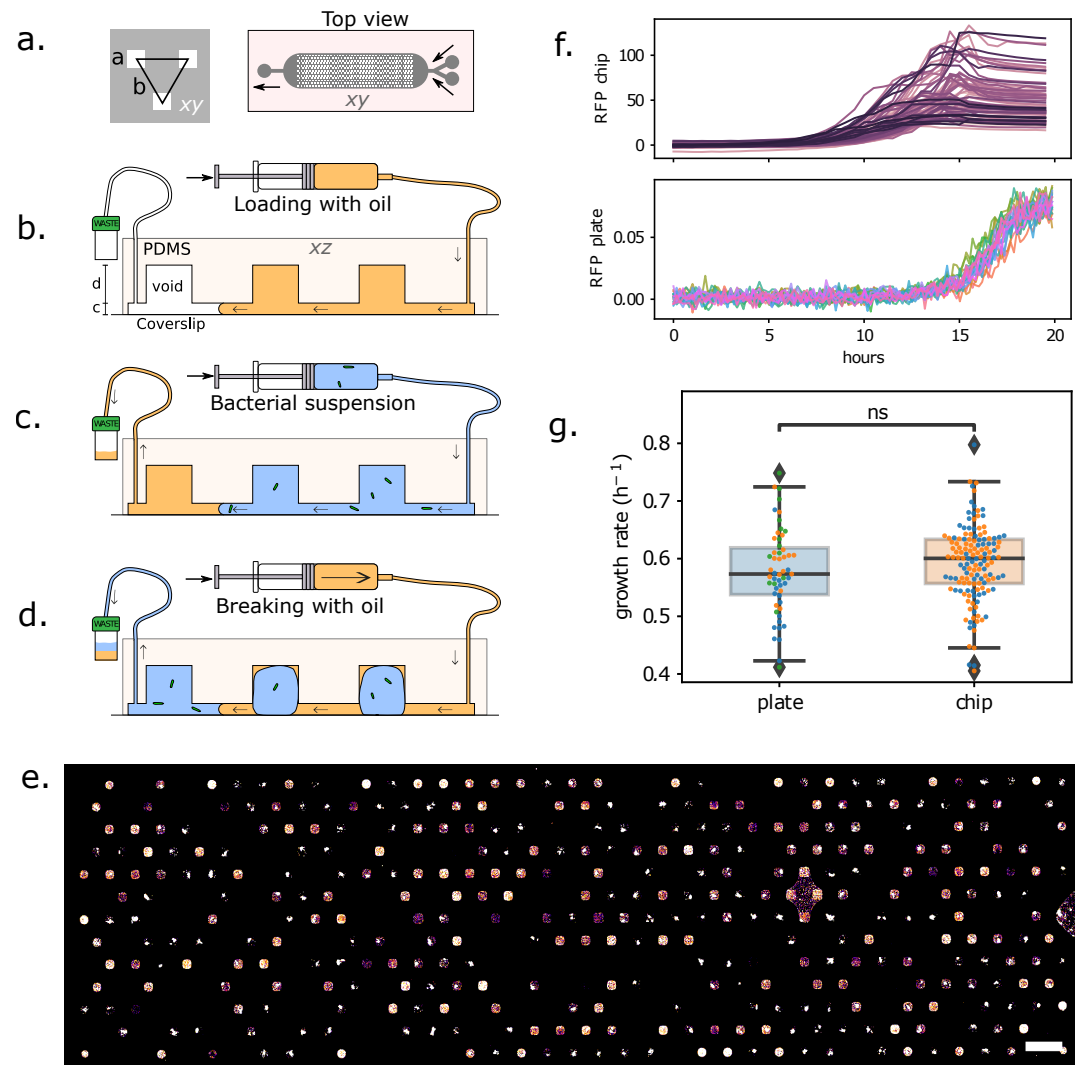 a.
Top view
a
b
xy
xy
b.
WASTE
Loading with oil
PDMS
xz
d
void
c
Coverslip
c.
WASTE
Bacterial suspension
d.
WASTE
Breaking with oil
e.
f.
RFP chip
100
50
0
RFP plate
0.05
0.00
0
5
10
15
20
hours
g.
ns
growth rate (h⁻¹)
0.8
0.7
0.6
0.5
0.4
plate
chip